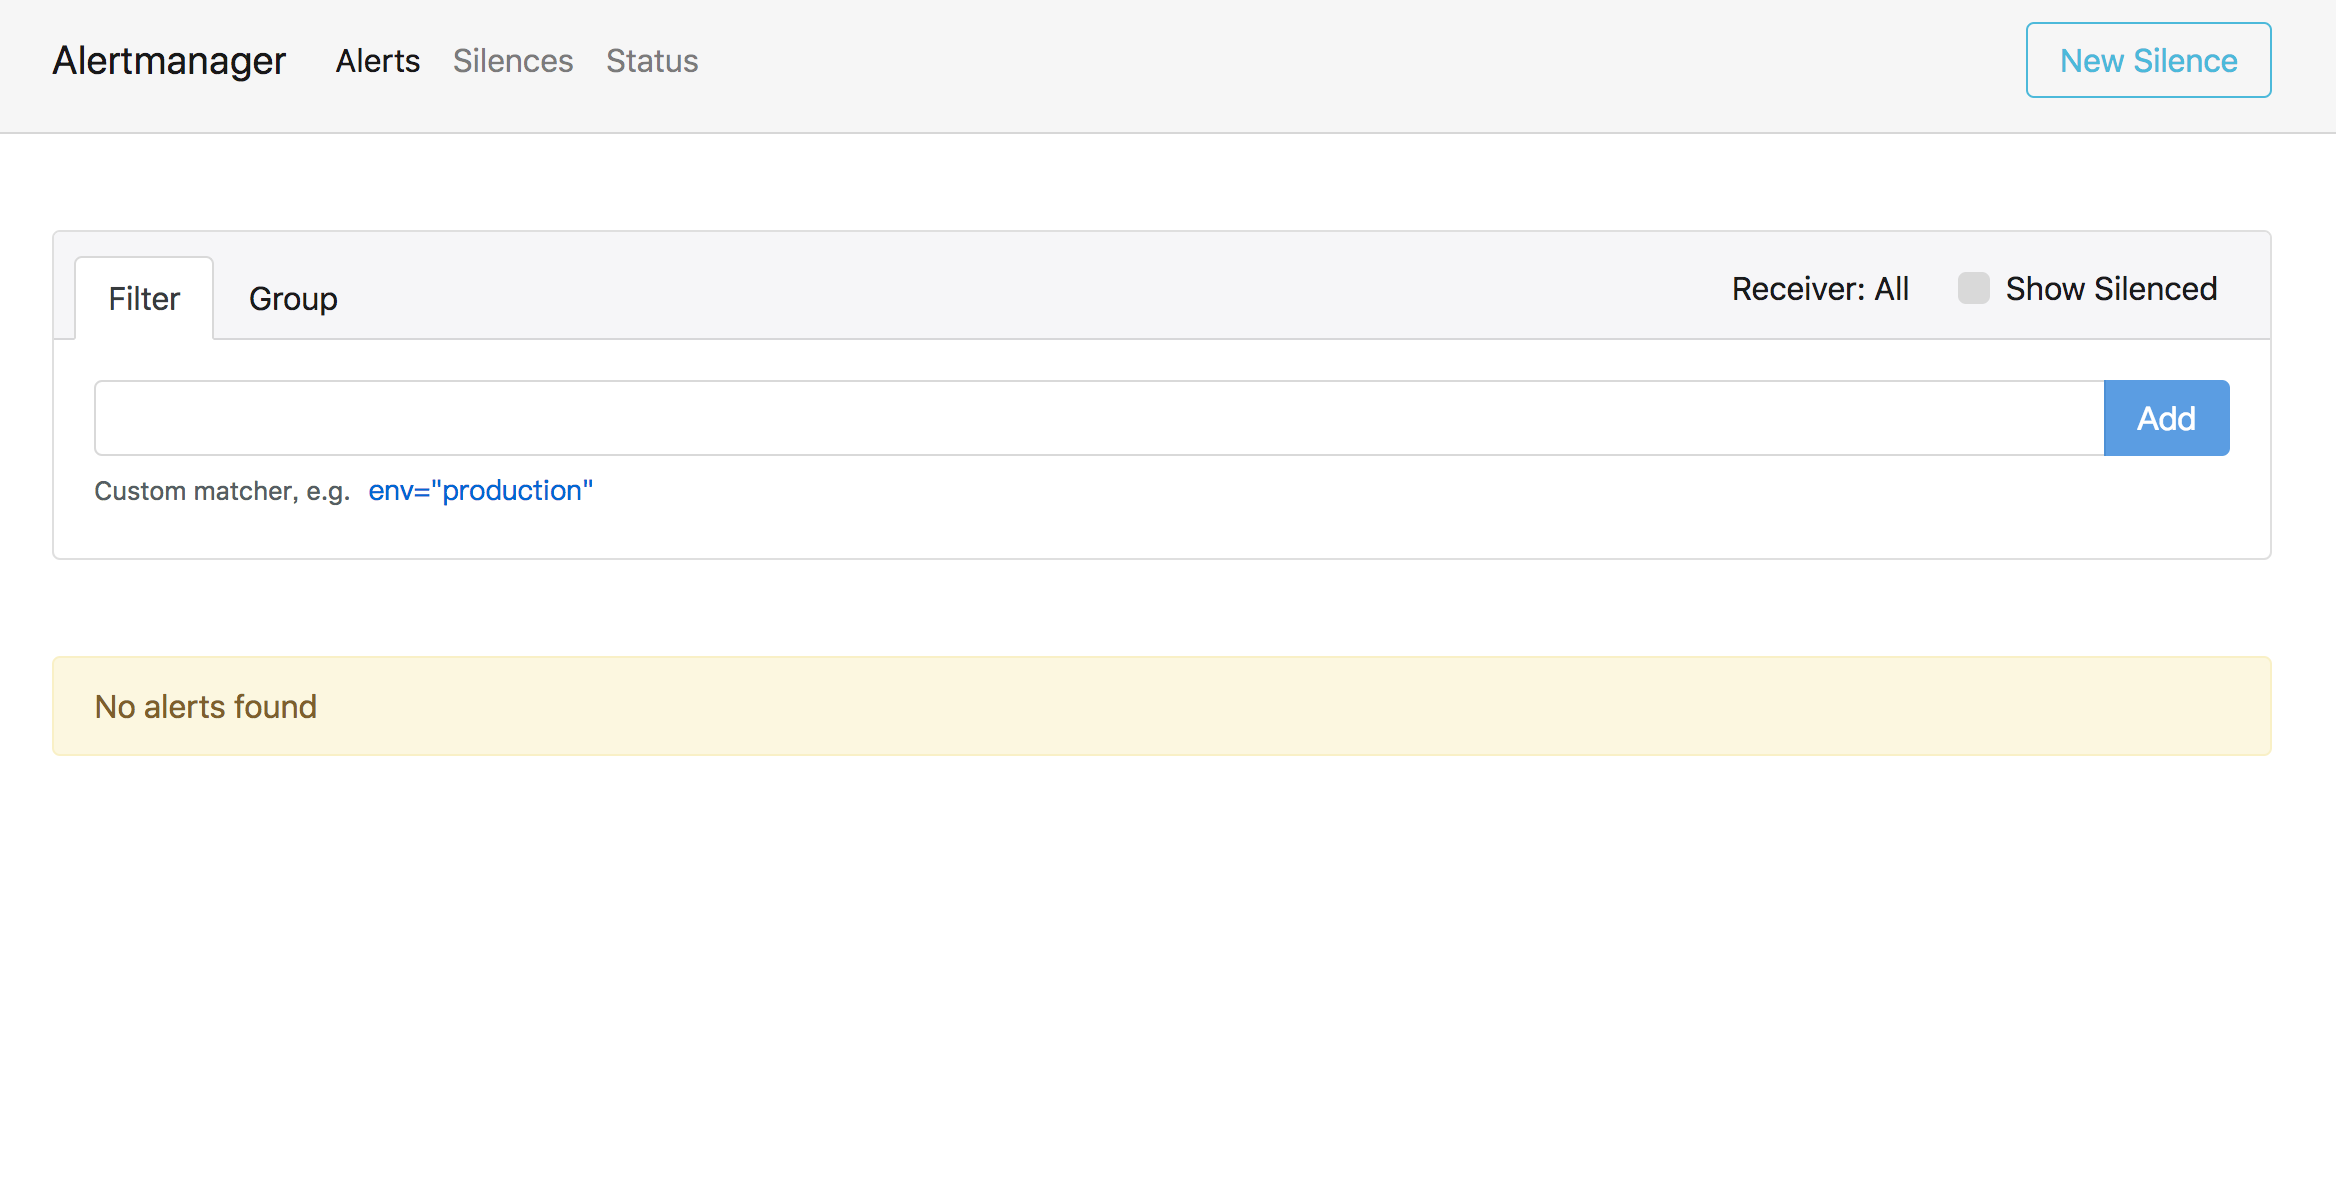 Alertmanager Alerts Silences Status New Silence
Filter Group Receiver: All Show Silenced
Add
Custom matcher, e.g. env="production"
No alerts found